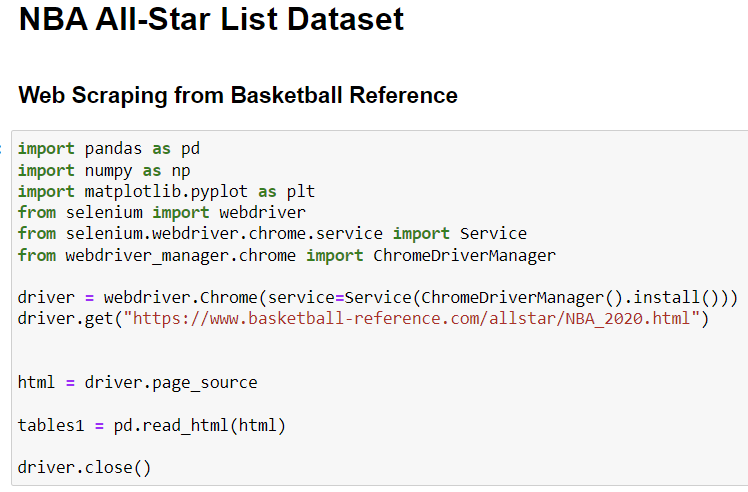 NBA All-Star List Dataset
Web Scraping from Basketball Reference
:
import pandas as pd
import numpy as np
import matplotlib.pyplot as plt
from selenium import webdriver
from selenium.webdriver.chrome.service import Service
from webdriver_manager.chrome import ChromeDriverManager
driver = webdriver.Chrome(service=Service(ChromeDriverManager().install()))
driver.get("https://www.basketball-reference.com/allstar/NBA_2020.html")
html = driver.page_source
tables1 = pd.read_html(html)
driver.close()